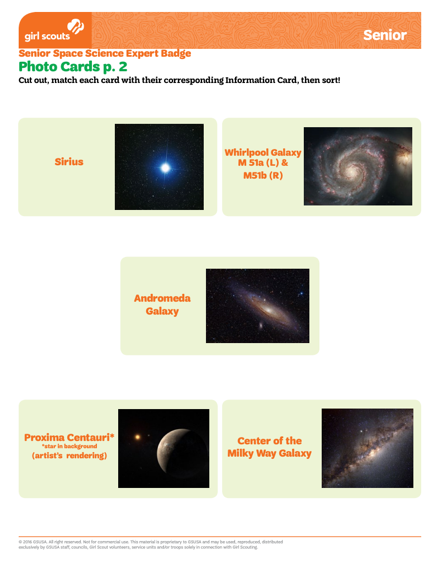 girl scouts
Senior
Senior Space Science Expert Badge
Photo Cards p. 2
Cut out, match each card with their corresponding Information Card, then sort!
Sirius
Whirlpool Galaxy
M 51a (L) &
M51b (R)
Andromeda
Galaxy
Proxima Centauri*
*star in background
(artist's rendering)
Center of the
Milky Way Galaxy
© 2016 GSUSA. All right reserved. Not for commercial use. This material is proprietary to GSUSA and may be used, reproduced, distributed
exclusively by GSUSA staff, councils, Girl Scout volunteers, service units and/or troops solely in connection with Girl Scouting.